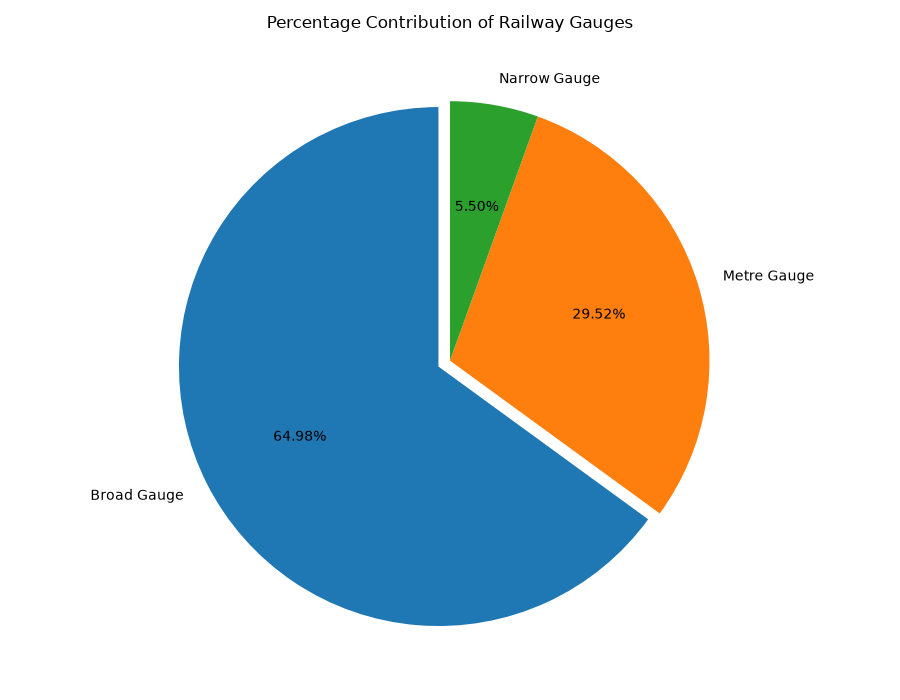 Percentage Contribution of Railway Gauges
Narrow Gauge
5.50%
Metre Gauge
29.52%
64.98%
Broad Gauge